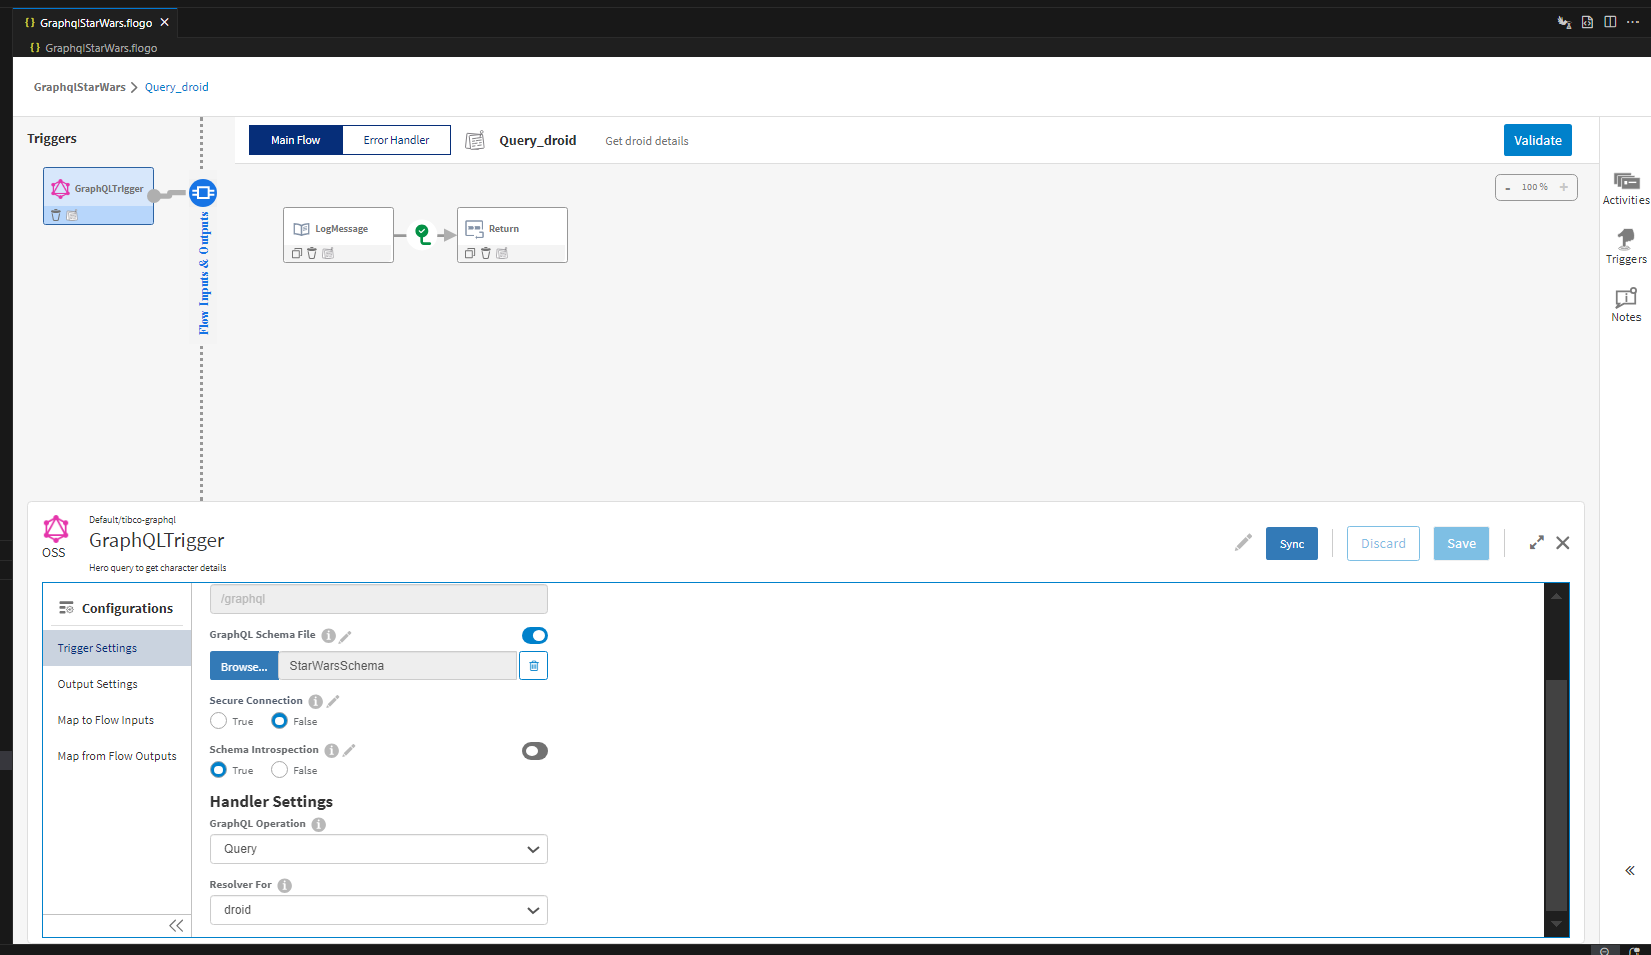 GraphqlStarWars.flogo
GraphqlStarWars.flogo
GraphqlStarWars > Query_droid
Triggers
GraphQLTrigger
Flow Inputs & Outputs
Main Flow
Error Handler
Query_droid
Get droid details
Validate
- 100 % +
LogMessage
Return
Activities
Triggers
Notes
OSS
Default/tibco-graphql
GraphQLTrigger
Hero query to get character details
Sync
Discard
Save
Configurations
Trigger Settings
Output Settings
Map to Flow Inputs
Map from Flow Outputs
/graphql
GraphQL Schema File
Browse... StarWarsSchema
Secure Connection
True False
Schema Introspection
True False
Handler Settings
GraphQL Operation
Query
Resolver For
droid